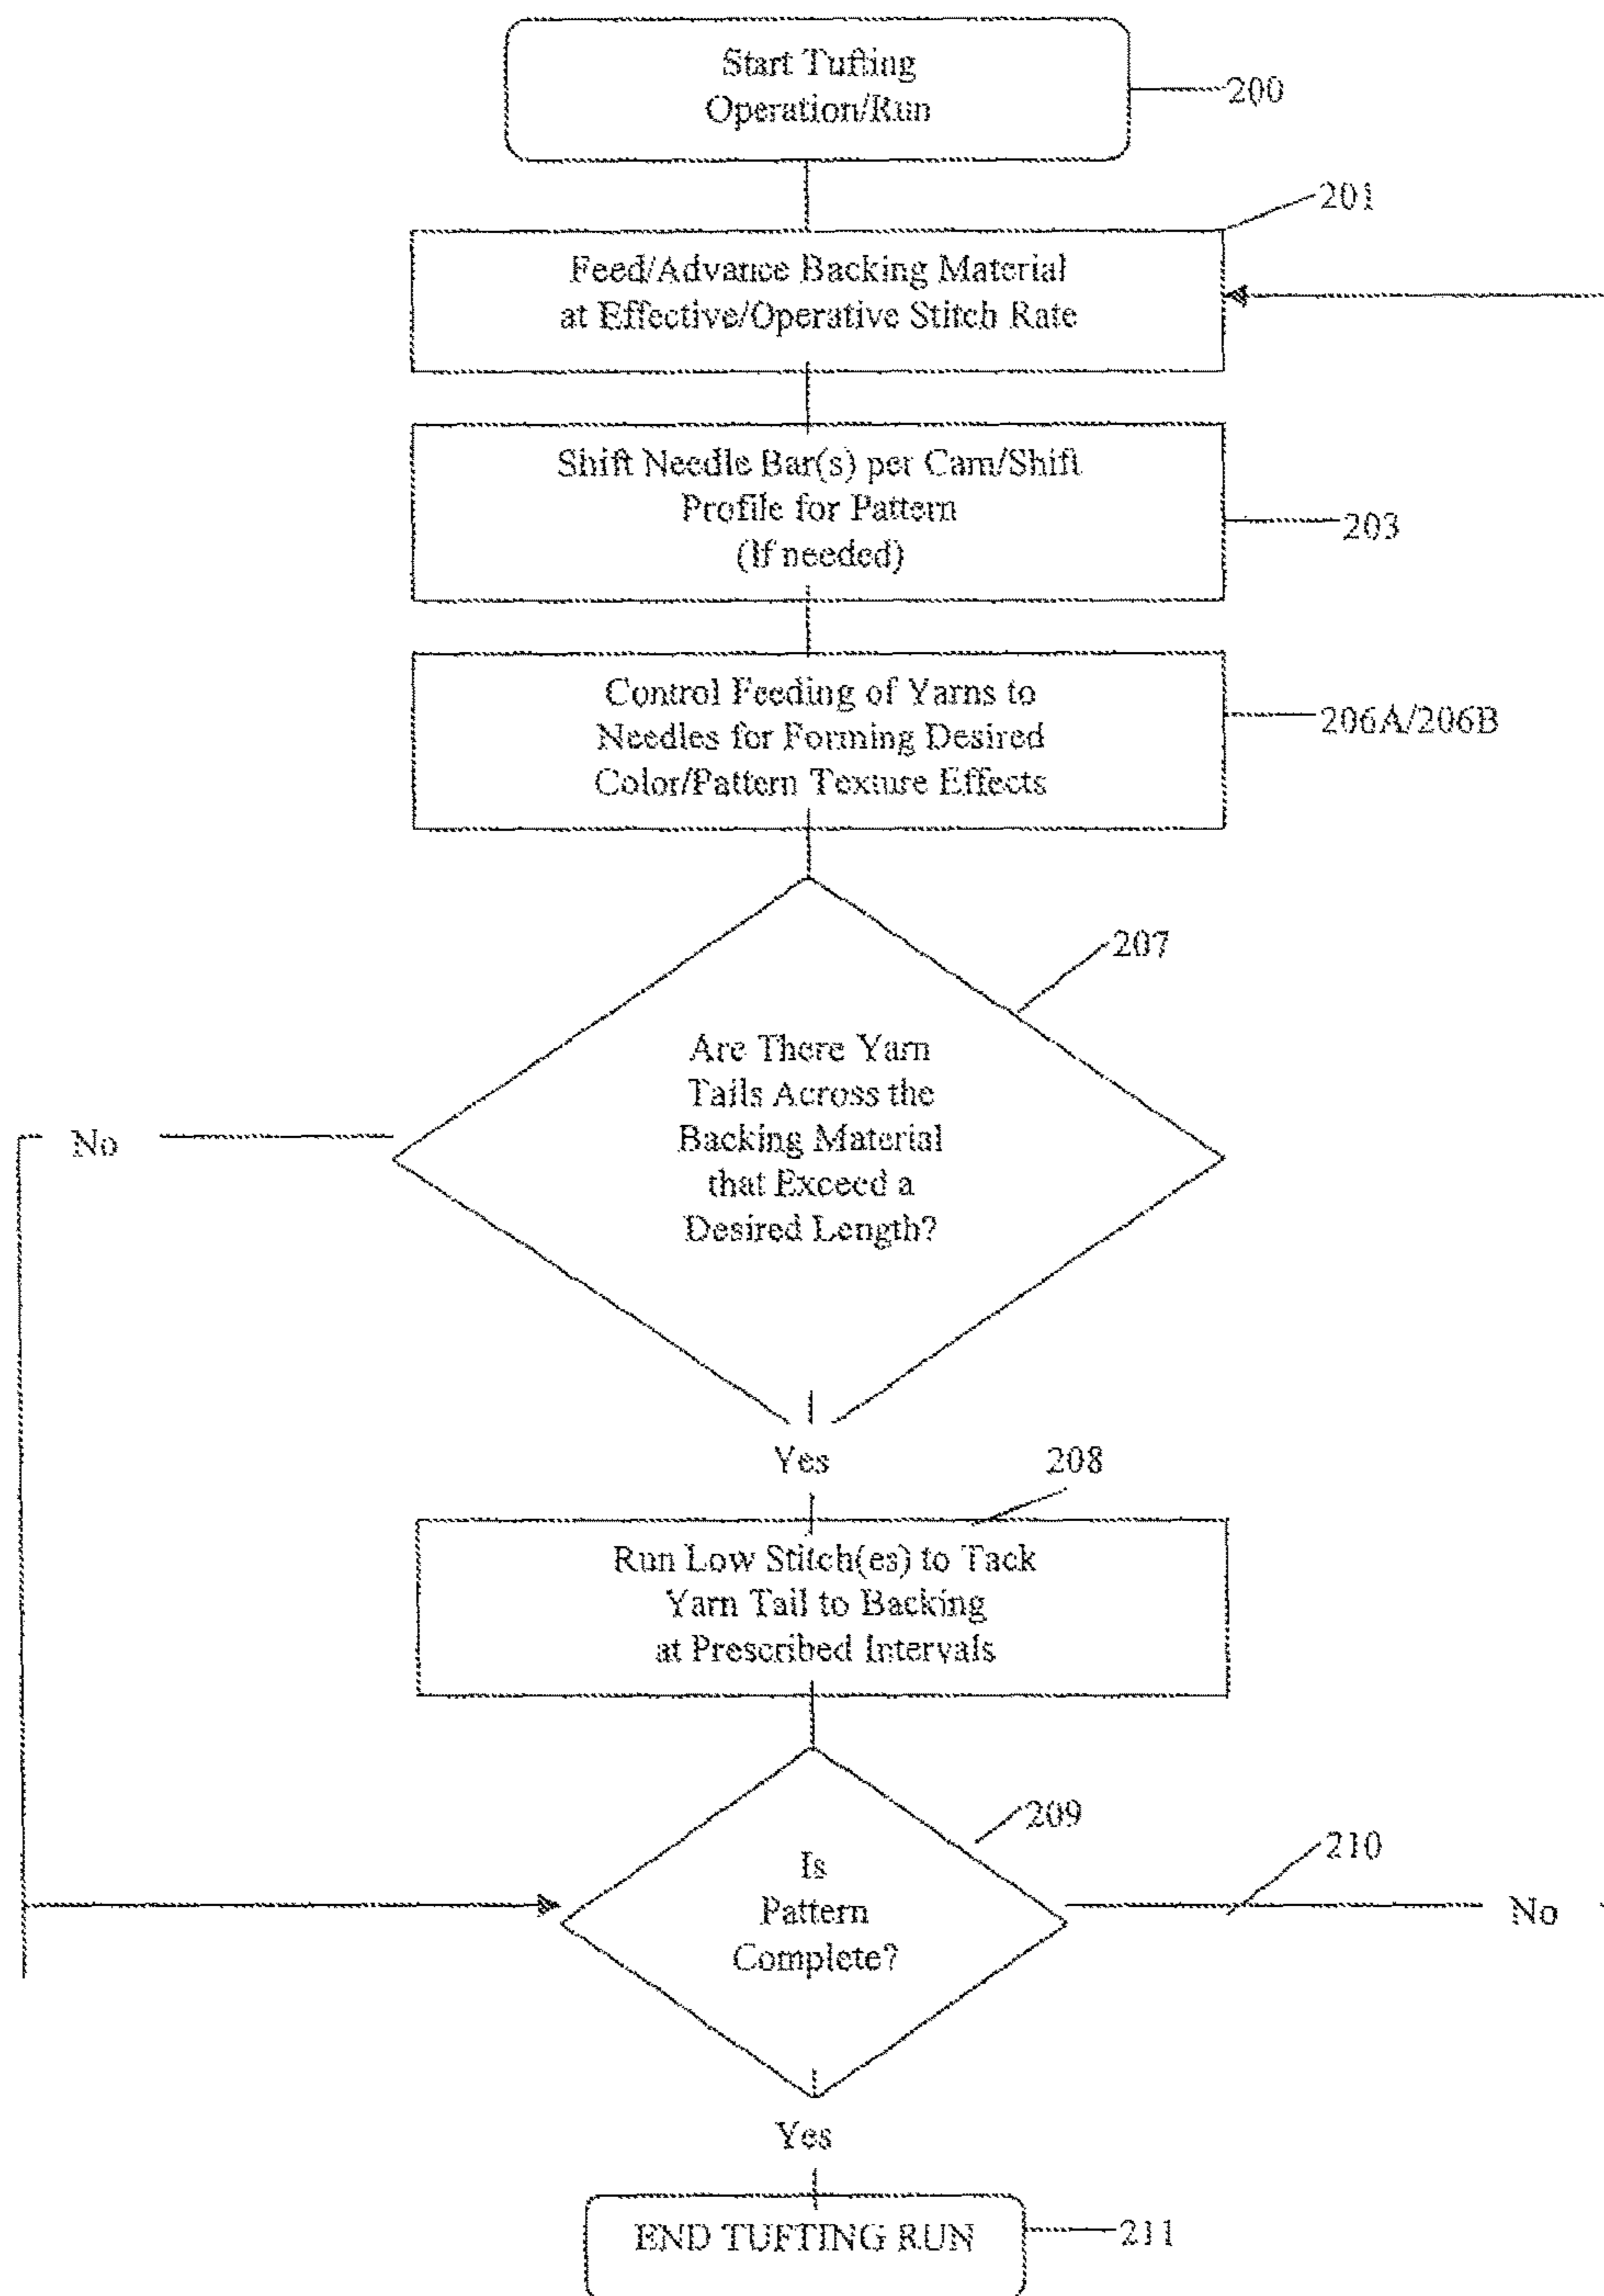 Start Tufting
Operation/Run
200
201
Feed/Advance Backing Material
at Effective/Operative Stitch Rate
Shift Needle Bar(s) per Cam/Shift
Profile for Pattern
(If needed)
203
Control Feeding of Yarns to
Needles for Forming Desired
Color/Pattern Texture Effects
206A/206B
207
Are There Yarn
Tails Across the
Backing Material
that Exceed a
Desired Length?
No
Yes
208
Run Low Stitch(es) to Tack
Yarn Tail to Backing
at Prescribed Intervals
209
Is
Pattern
Complete?
210
No
Yes
END TUFTING RUN
211